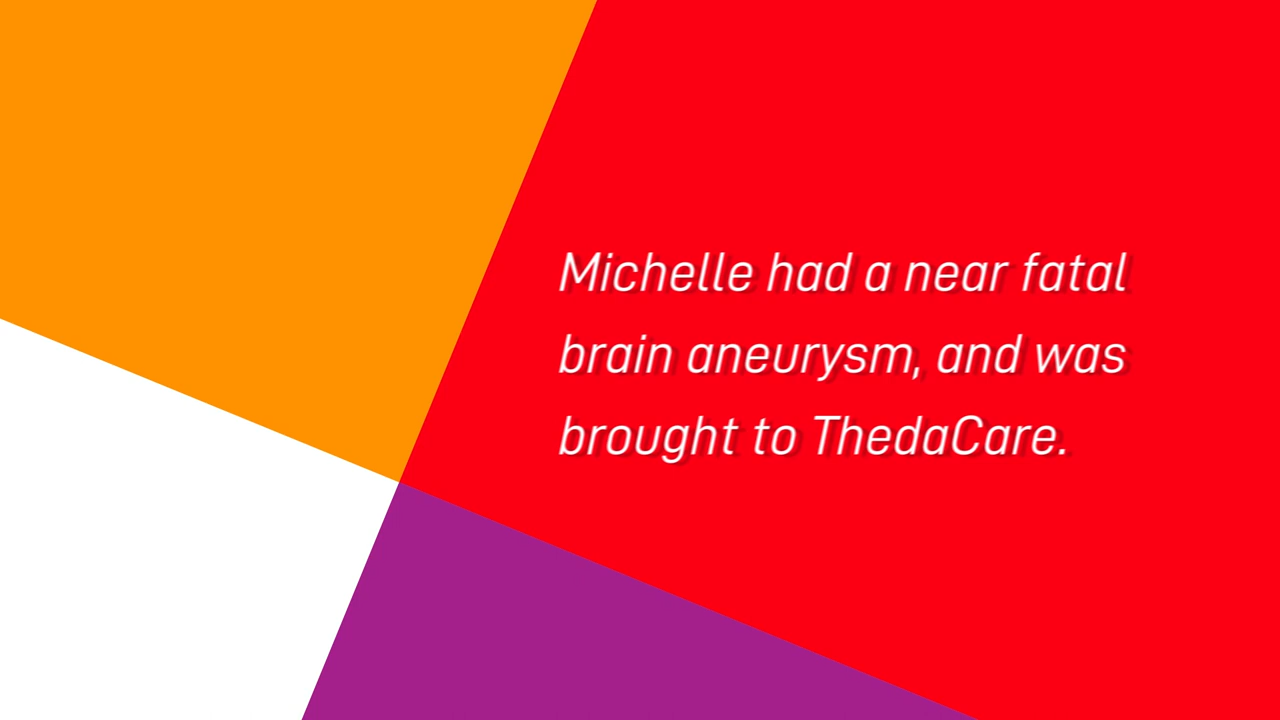 Michelle had a near fatal
brain aneurysm, and was
brought to ThedaCare.